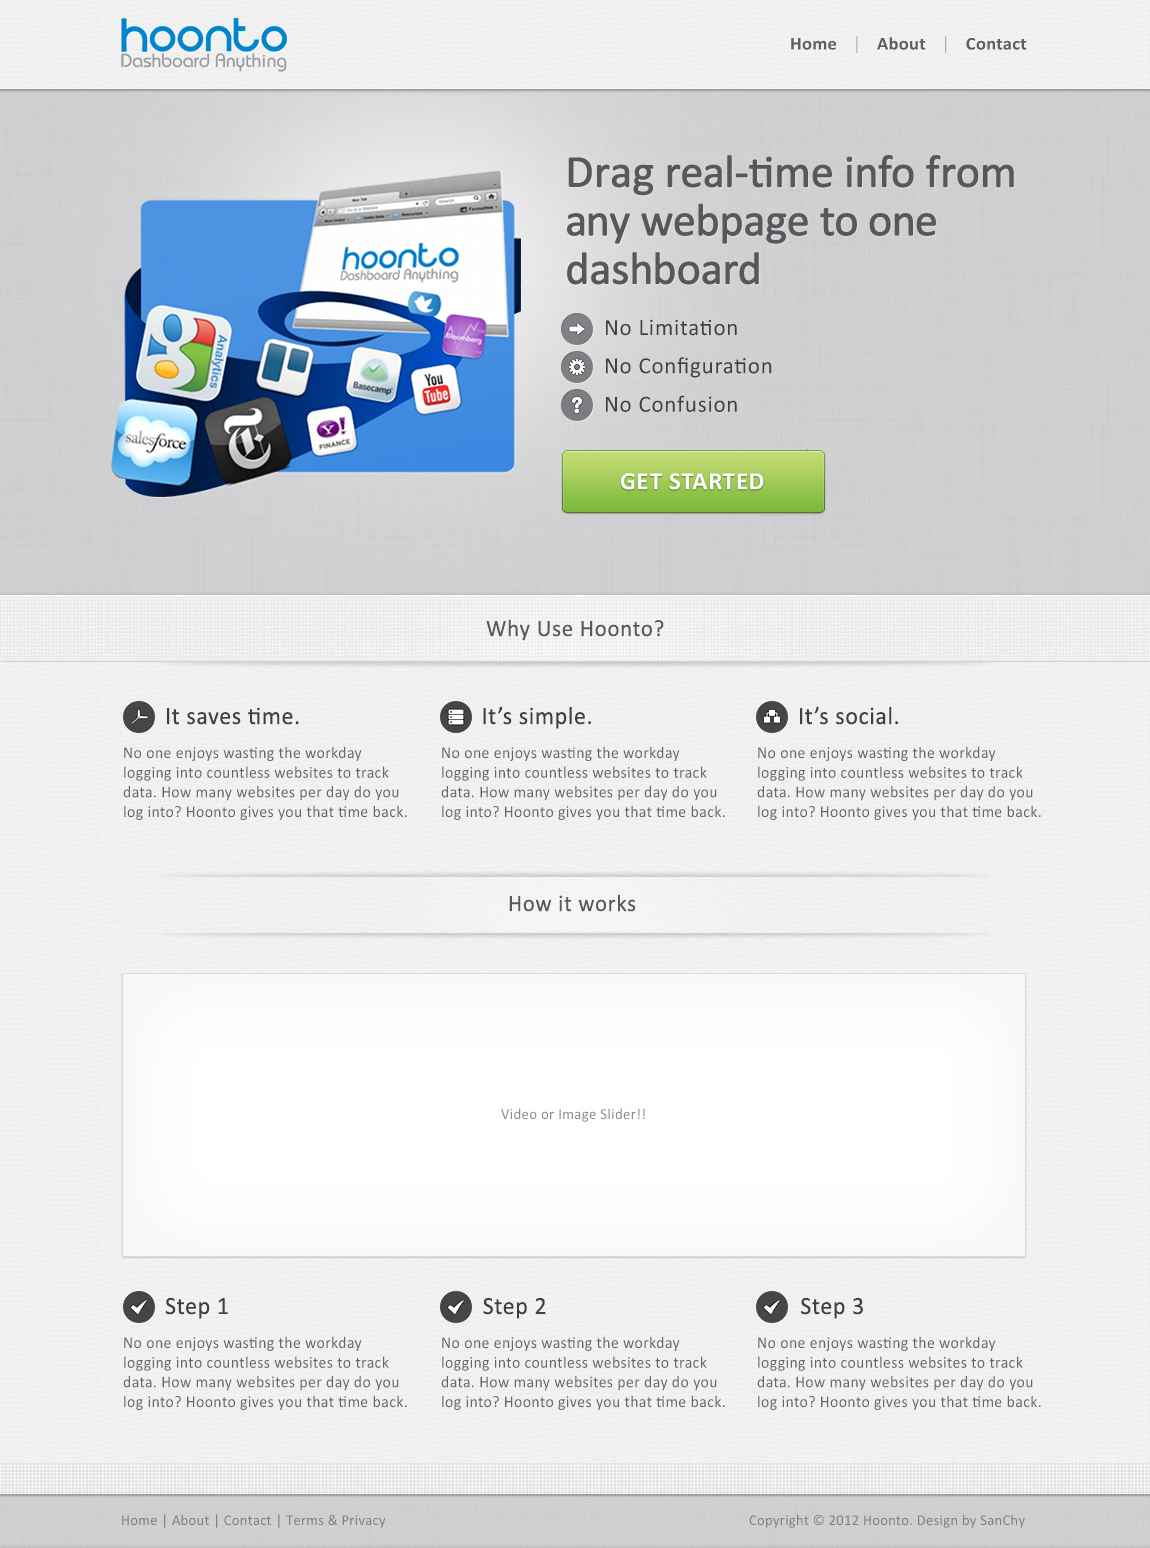 hoonto
Dashboard Anything
Home | About | Contact
Drag real-time info from
any webpage to one
dashboard
New Tab
Search
Favourites
hoonto
Dashboard Anything
Bloomberg
Analytics
Basecamp
You
Tube
salesforce
T
Y!
FINANCE
No Limitation
No Configuration
? No Confusion
GET STARTED
Why Use Hoonto?
It saves time.
No one enjoys wasting the workday
logging into countless websites to track
data. How many websites per day do you
log into? Hoonto gives you that time back.
It’s simple.
No one enjoys wasting the workday
logging into countless websites to track
data. How many websites per day do you
log into? Hoonto gives you that time back.
It’s social.
No one enjoys wasting the workday
logging into countless websites to track
data. How many websites per day do you
log into? Hoonto gives you that time back.
How it works
Video or Image Slider!!
Step 1
No one enjoys wasting the workday
logging into countless websites to track
data. How many websites per day do you
log into? Hoonto gives you that time back.
Step 2
No one enjoys wasting the workday
logging into countless websites to track
data. How many websites per day do you
log into? Hoonto gives you that time back.
Step 3
No one enjoys wasting the workday
logging into countless websites to track
data. How many websites per day do you
log into? Hoonto gives you that time back.
Home | About | Contact | Terms & Privacy
Copyright © 2012 Hoonto. Design by SanChy